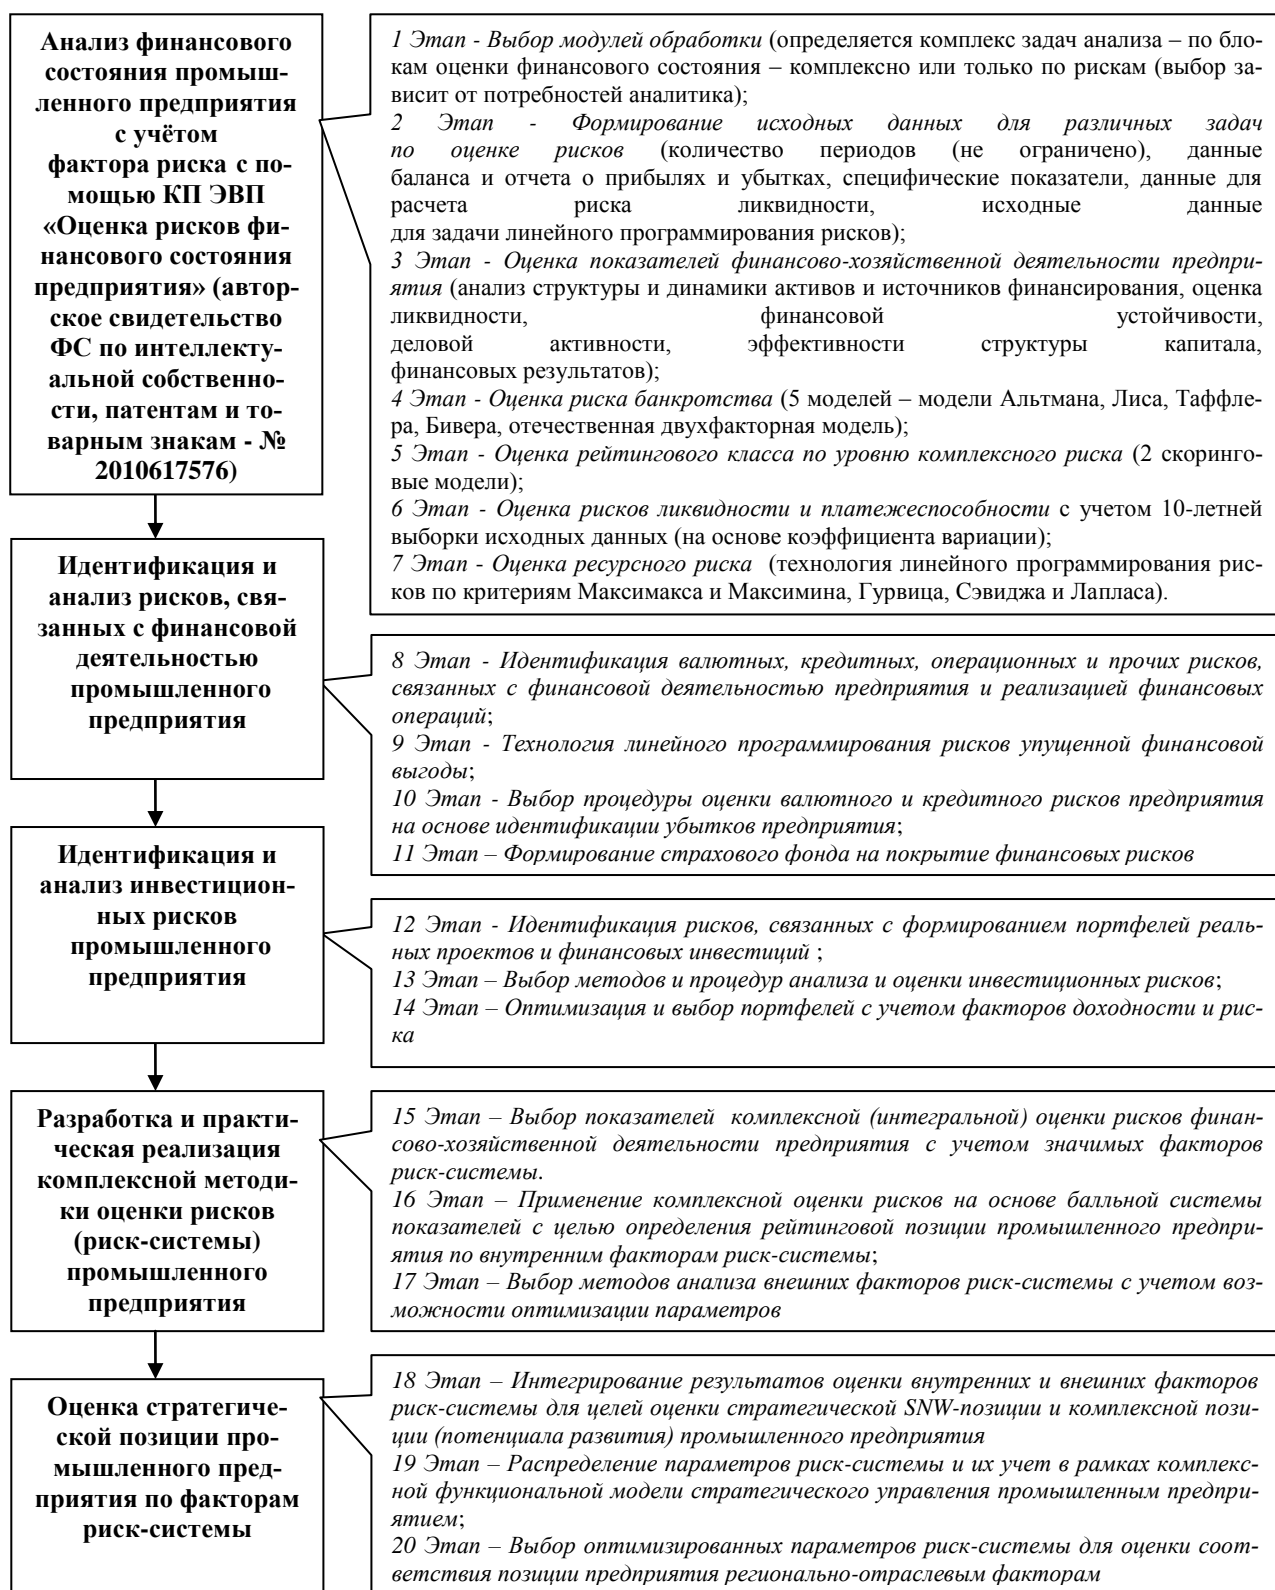 Анализ финансового
состояния промыш-
ленного предприятия
с учётом
фактора риска с по-
мощью КП ЭВП
«Оценка рисков фи-
нансового состояния
предприятия» (автор-
ское свидетельство
ФС по интеллекту-
альной собственно-
сти, патентам и то-
варным знакам - №
2010617576)
1 Этап - Выбор модулей обработки (определяется комплекс задач анализа – по бло-
кам оценки финансового состояния – комплексно или только по рискам (выбор за-
висит от потребностей аналитика);
2 Этап - Формирование исходных данных для различных задач
по оценке рисков (количество периодов (не ограничено), данные
баланса и отчета о прибылях и убытках, специфические показатели, данные для
расчета риска ликвидности, исходные данные
для задачи линейного программирования рисков);
3 Этап - Оценка показателей финансово-хозяйственной деятельности предпри-
ятия (анализ структуры и динамики активов и источников финансирования, оценка
ликвидности, финансовой устойчивости,
деловой активности, эффективности структуры капитала,
финансовых результатов);
4 Этап - Оценка риска банкротства (5 моделей – модели Альтмана, Лиса, Таффле-
ра, Бивера, отечественная двухфакторная модель);
5 Этап - Оценка рейтингового класса по уровню комплексного риска (2 скоринго-
вые модели);
6 Этап - Оценка рисков ликвидности и платежеспособности с учетом 10-летней
выборки исходных данных (на основе коэффициента вариации);
7 Этап - Оценка ресурсного риска (технология линейного программирования рис-
ков по критериям Максимакса и Максимина, Гурвица, Сэвиджа и Лапласа).
Идентификация и
анализ рисков, свя-
занных с финансовой
деятельностью
промышленного
предприятия
8 Этап - Идентификация валютных, кредитных, операционных и прочих рисков,
связанных с финансовой деятельностью предприятия и реализацией финансовых
операций;
9 Этап - Технология линейного программирования рисков упущенной финансовой
выгоды;
10 Этап - Выбор процедуры оценки валютного и кредитного рисков предприятия
на основе идентификации убытков предприятия;
11 Этап – Формирование страхового фонда на покрытие финансовых рисков
Идентификация и
анализ инвестицион-
ных рисков
промышленного
предприятия
12 Этап - Идентификация рисков, связанных с формированием портфелей реаль-
ных проектов и финансовых инвестиций ;
13 Этап – Выбор методов и процедур анализа и оценки инвестиционных рисков;
14 Этап – Оптимизация и выбор портфелей с учетом факторов доходности и рис-
ка
Разработка и практи-
ческая реализация
комплексной методи-
ки оценки рисков
(риск-системы)
промышленного
предприятия
15 Этап – Выбор показателей комплексной (интегральной) оценки рисков финан-
сово-хозяйственной деятельности предприятия с учетом значимых факторов
риск-системы.
16 Этап – Применение комплексной оценки рисков на основе балльной системы
показателей с целью определения рейтинговой позиции промышленного предпри-
ятия по внутренним факторам риск-системы;
17 Этап – Выбор методов анализа внешних факторов риск-системы с учетом воз-
можности оптимизации параметров
Оценка стратегиче-
ской позиции про-
мышленного пред-
приятия по факторам
риск-системы
18 Этап – Интегрирование результатов оценки внутренних и внешних факторов
риск-системы для целей оценки стратегической SNW-позиции и комплексной пози-
ции (потенциала развития) промышленного предприятия
19 Этап – Распределение параметров риск-системы и их учет в рамках комплекс-
ной функциональной модели стратегического управления промышленным предпри-
ятием;
20 Этап – Выбор оптимизированных параметров риск-системы для оценки соот-
ветствия позиции предприятия регионально-отраслевым факторам